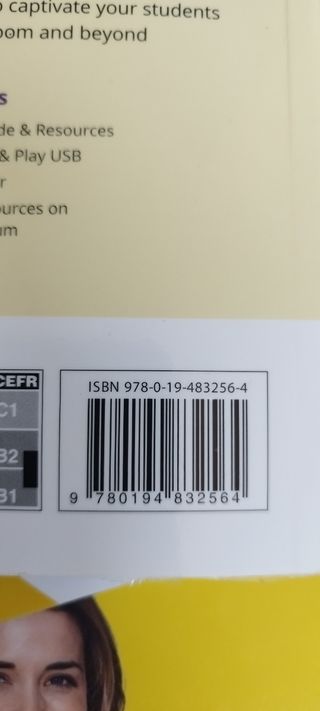 captivate your students
oom and beyond
s
de & Resources
& Play USB
r
urces on
um
CEFR
C1
B2
B1
ISBN 978-0-19-483256-4
9 780194 832564